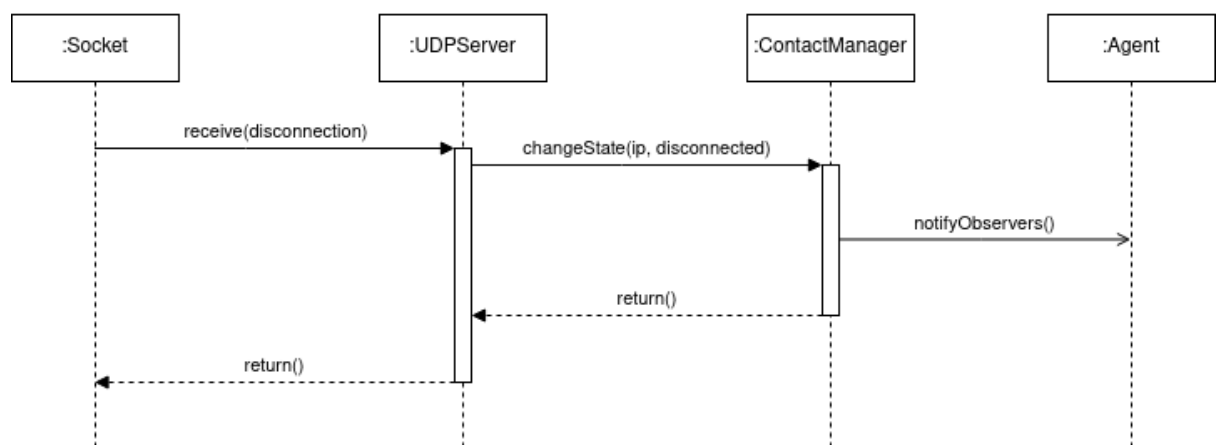 :Socket
:UDPServer
:ContactManager
:Agent
receive(disconnection)
changeState(ip, disconnected)
notifyObservers()
return()
return()